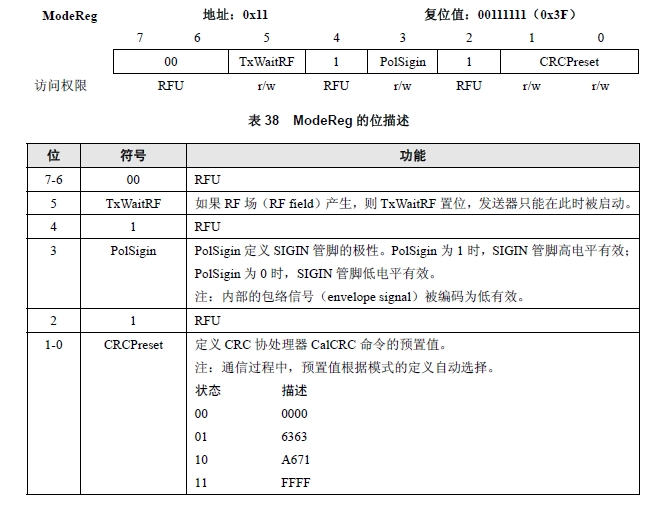 ModeReg 地址：0x11 复位值：00111111（0x3F）
7 6 5 4 3 2 1 0
00 TxWaitRF 1 PolSigin 1 CRCPreset
访问权限 RFU r/w RFU r/w RFU r/w r/w
表 38 ModeReg 的位描述
位 符号 功能
7-6 00 RFU
5 TxWaitRF 如果 RF 场（RF field）产生，则 TxWaitRF 置位，发送器只能在此时被启动。
4 1 RFU
3 PolSigin PolSigin 定义 SIGIN 管脚的极性。PolSigin 为 1 时，SIGIN 管脚高电平有效；
PolSigin 为 0 时，SIGIN 管脚低电平有效。
注：内部的包络信号（envelope signal）被编码为低有效。
2 1 RFU
1-0 CRCPreset 定义 CRC 协处理器 CalCRC 命令的预置值。
注：通信过程中，预置值根据模式的定义自动选择。
状态 描述
00 0000
01 6363
10 A671
11 FFFF